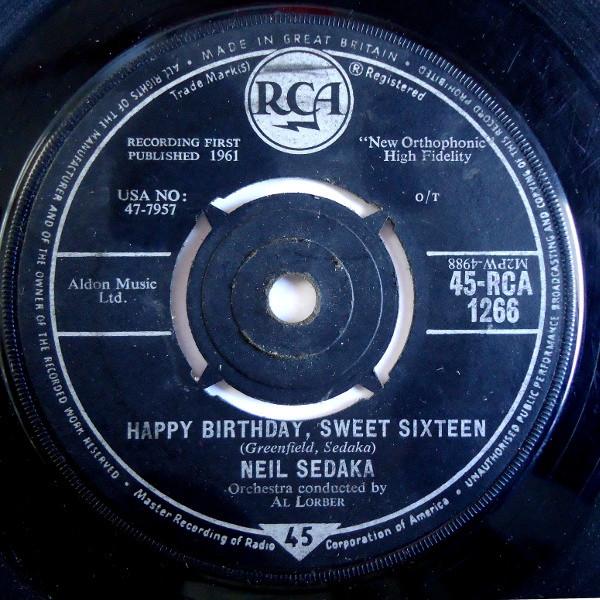 ALL RIGHTS OF THE MANUFACTURER AND OF THE OWNER OF THE RECORDED WORK RESERVED •
• MADE IN GREAT BRITAIN •
UNAUTHORISED PUBLIC PERFORMANCE BROADCASTING AND COPYING OF THIS RECORD PROHIBITED
Trade Mark(s)
RCA
® Registered
RECORDING FIRST
PUBLISHED 1961
"New Orthophonic"
High Fidelity
USA NO:
47-7957
O/T
Aldon Music
Ltd.
M2PW-4988
45-RCA
1266
HAPPY BIRTHDAY, SWEET SIXTEEN
(Greenfield, Sedaka)
NEIL SEDAKA
Orchestra conducted by
AL LORBER
• Master Recording of Radio Corporation of America •
45